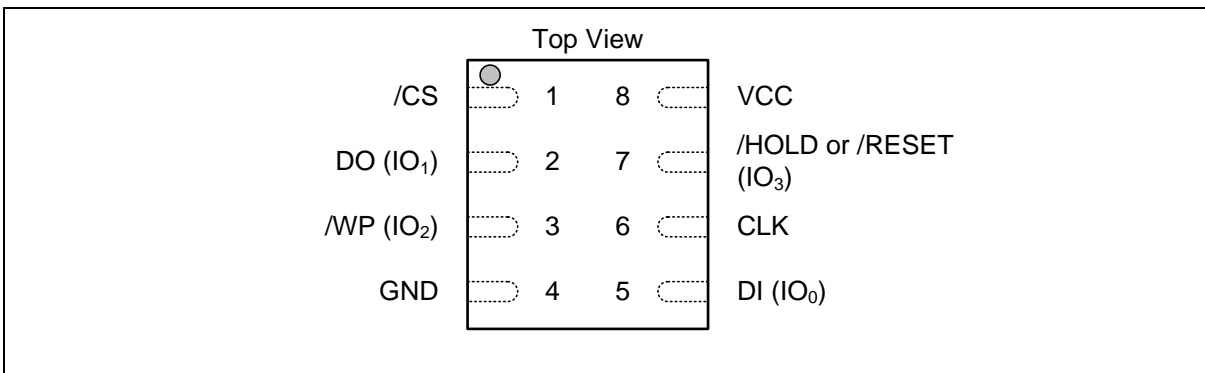 Top View
/CS 1 8 VCC
DO (IO₁) 2 7 /HOLD or /RESET
(IO₃)
/WP (IO₂) 3 6 CLK
GND 4 5 DI (IO₀)